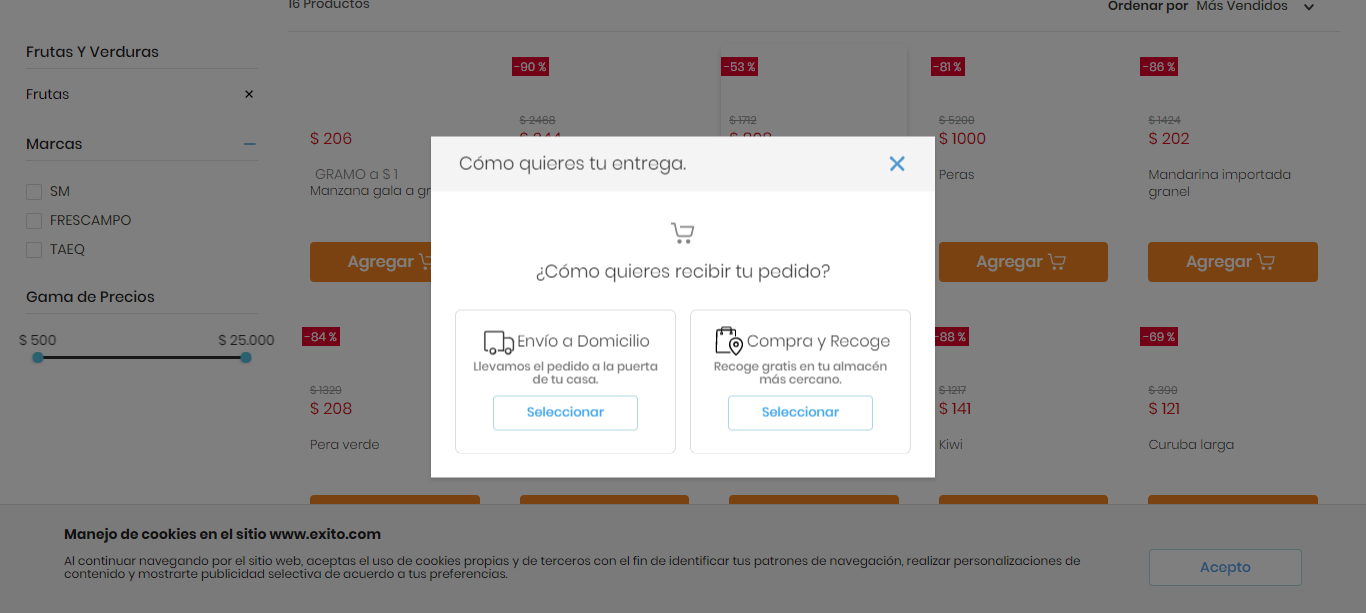 16 Productos
Ordenar por Más Vendidos
Frutas Y Verduras
Frutas
Marcas
SM
FRESCAMPO
TAEQ
Gama de Precios
$ 500 $ 25.000
-90 % -53 % -81 % -86 %
$ 2468 $ 1712 $ 5200 $ 1424
$ 206 $ 1000 $ 202
GRAMO a $ 1
Manzana gala a gr
Peras
Mandarina importada
granel
Agregar Agregar Agregar
Cómo quieres tu entrega.
¿Cómo quieres recibir tu pedido?
Envío a Domicilio
Llevamos el pedido a la puerta
de tu casa.
Seleccionar
Compra y Recoge
Recoge gratis en tu almacén
más cercano.
Seleccionar
-84 % 88 % -69 %
$ 1329 $ 1217 $ 390
$ 208 $ 141 $ 121
Pera verde Kiwi Curuba larga
Manejo de cookies en el sitio www.exito.com
Al continuar navegando por el sitio web, aceptas el uso de cookies propias y de terceros con el fin de identificar tus patrones de navegación, realizar personalizaciones de
contenido y mostrarte publicidad selectiva de acuerdo a tus preferencias.
Acepto